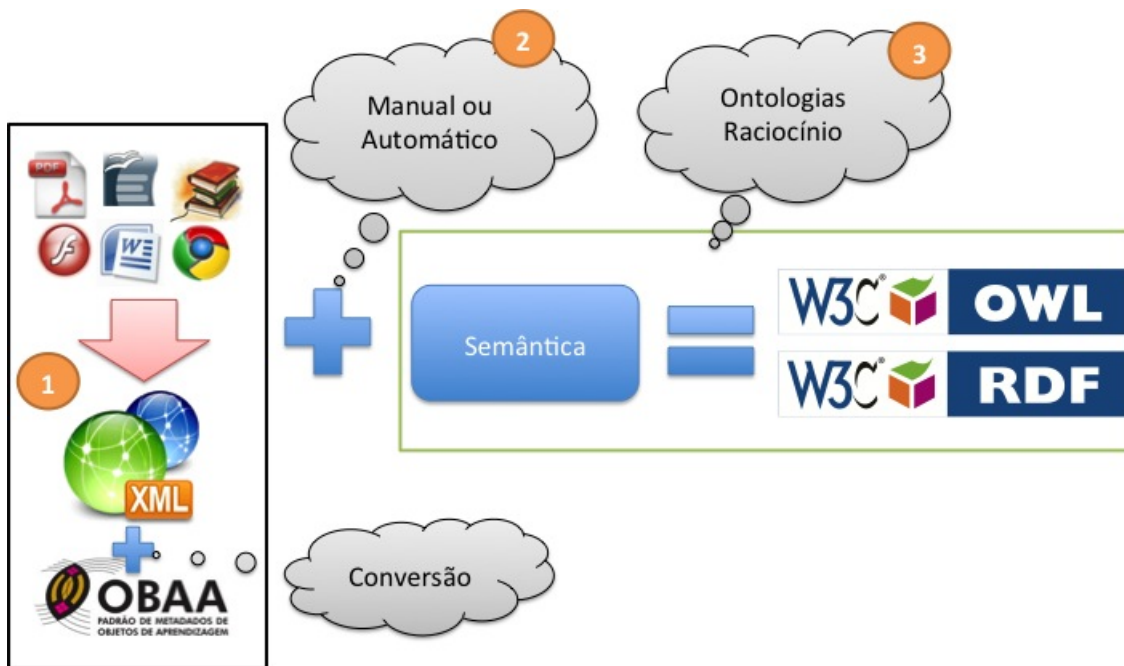 2
3
Manual ou
Automático
Ontologias
Raciocínio
PDF
W
Semântica
W3C®
OWL
W3C®
RDF
1
XML
Conversão
OBAA
PADRÃO DE METADADOS DE
OBJETOS DE APRENDIZAGEM